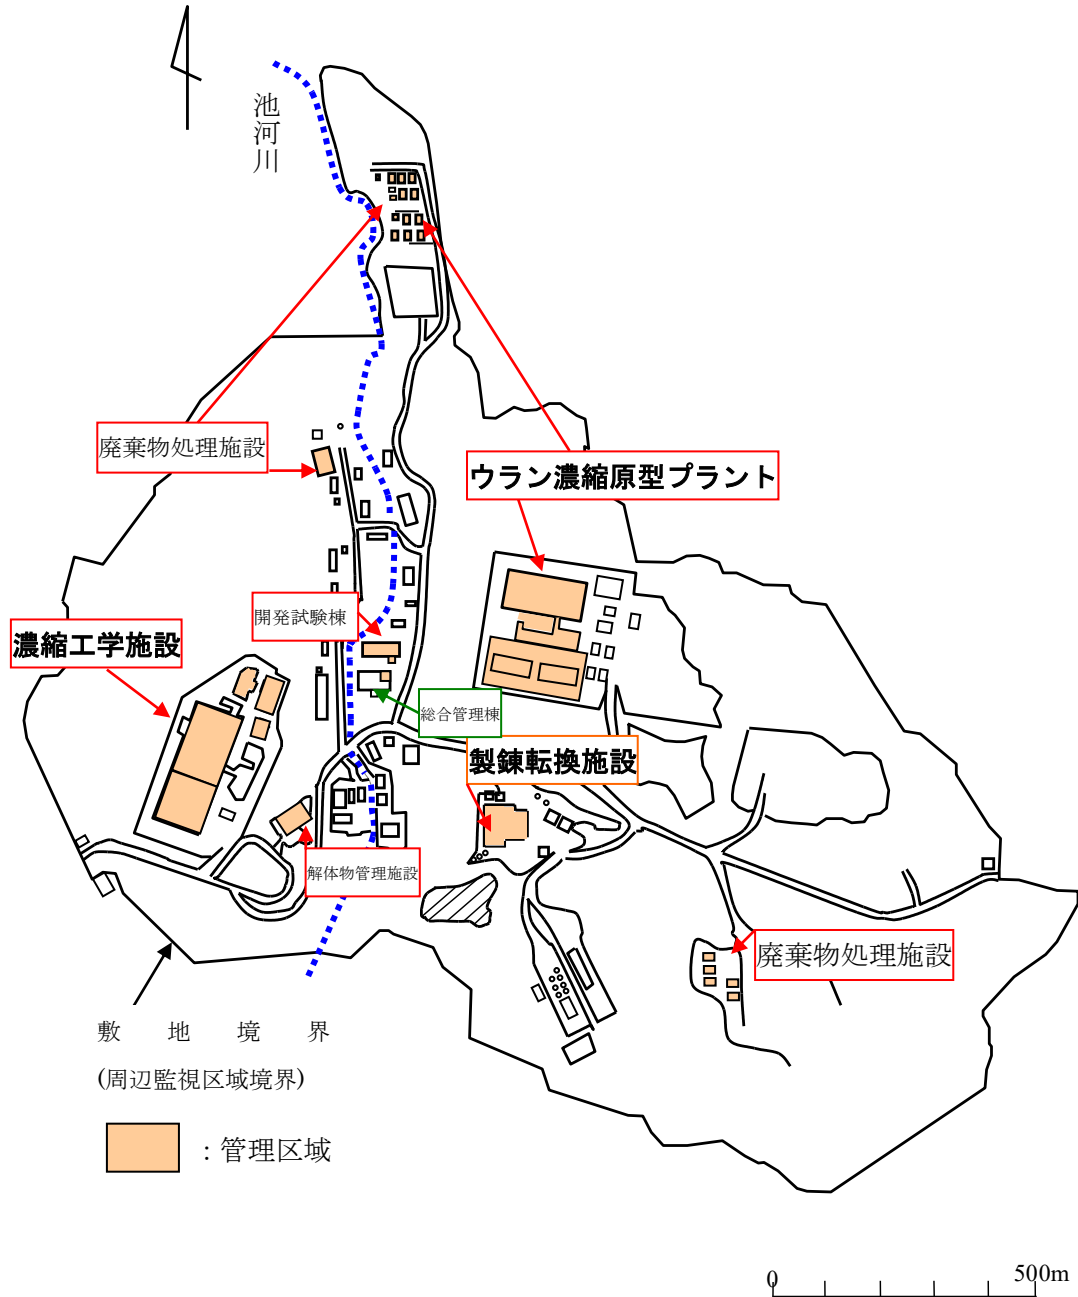 池河川
廃棄物処理施設
ウラン濃縮原型プラント
開発試験棟
濃縮工学施設
総合管理棟
製錬転換施設
解体物管理施設
廃棄物処理施設
敷地境界
(周辺監視区域境界)
：管理区域
0
500m